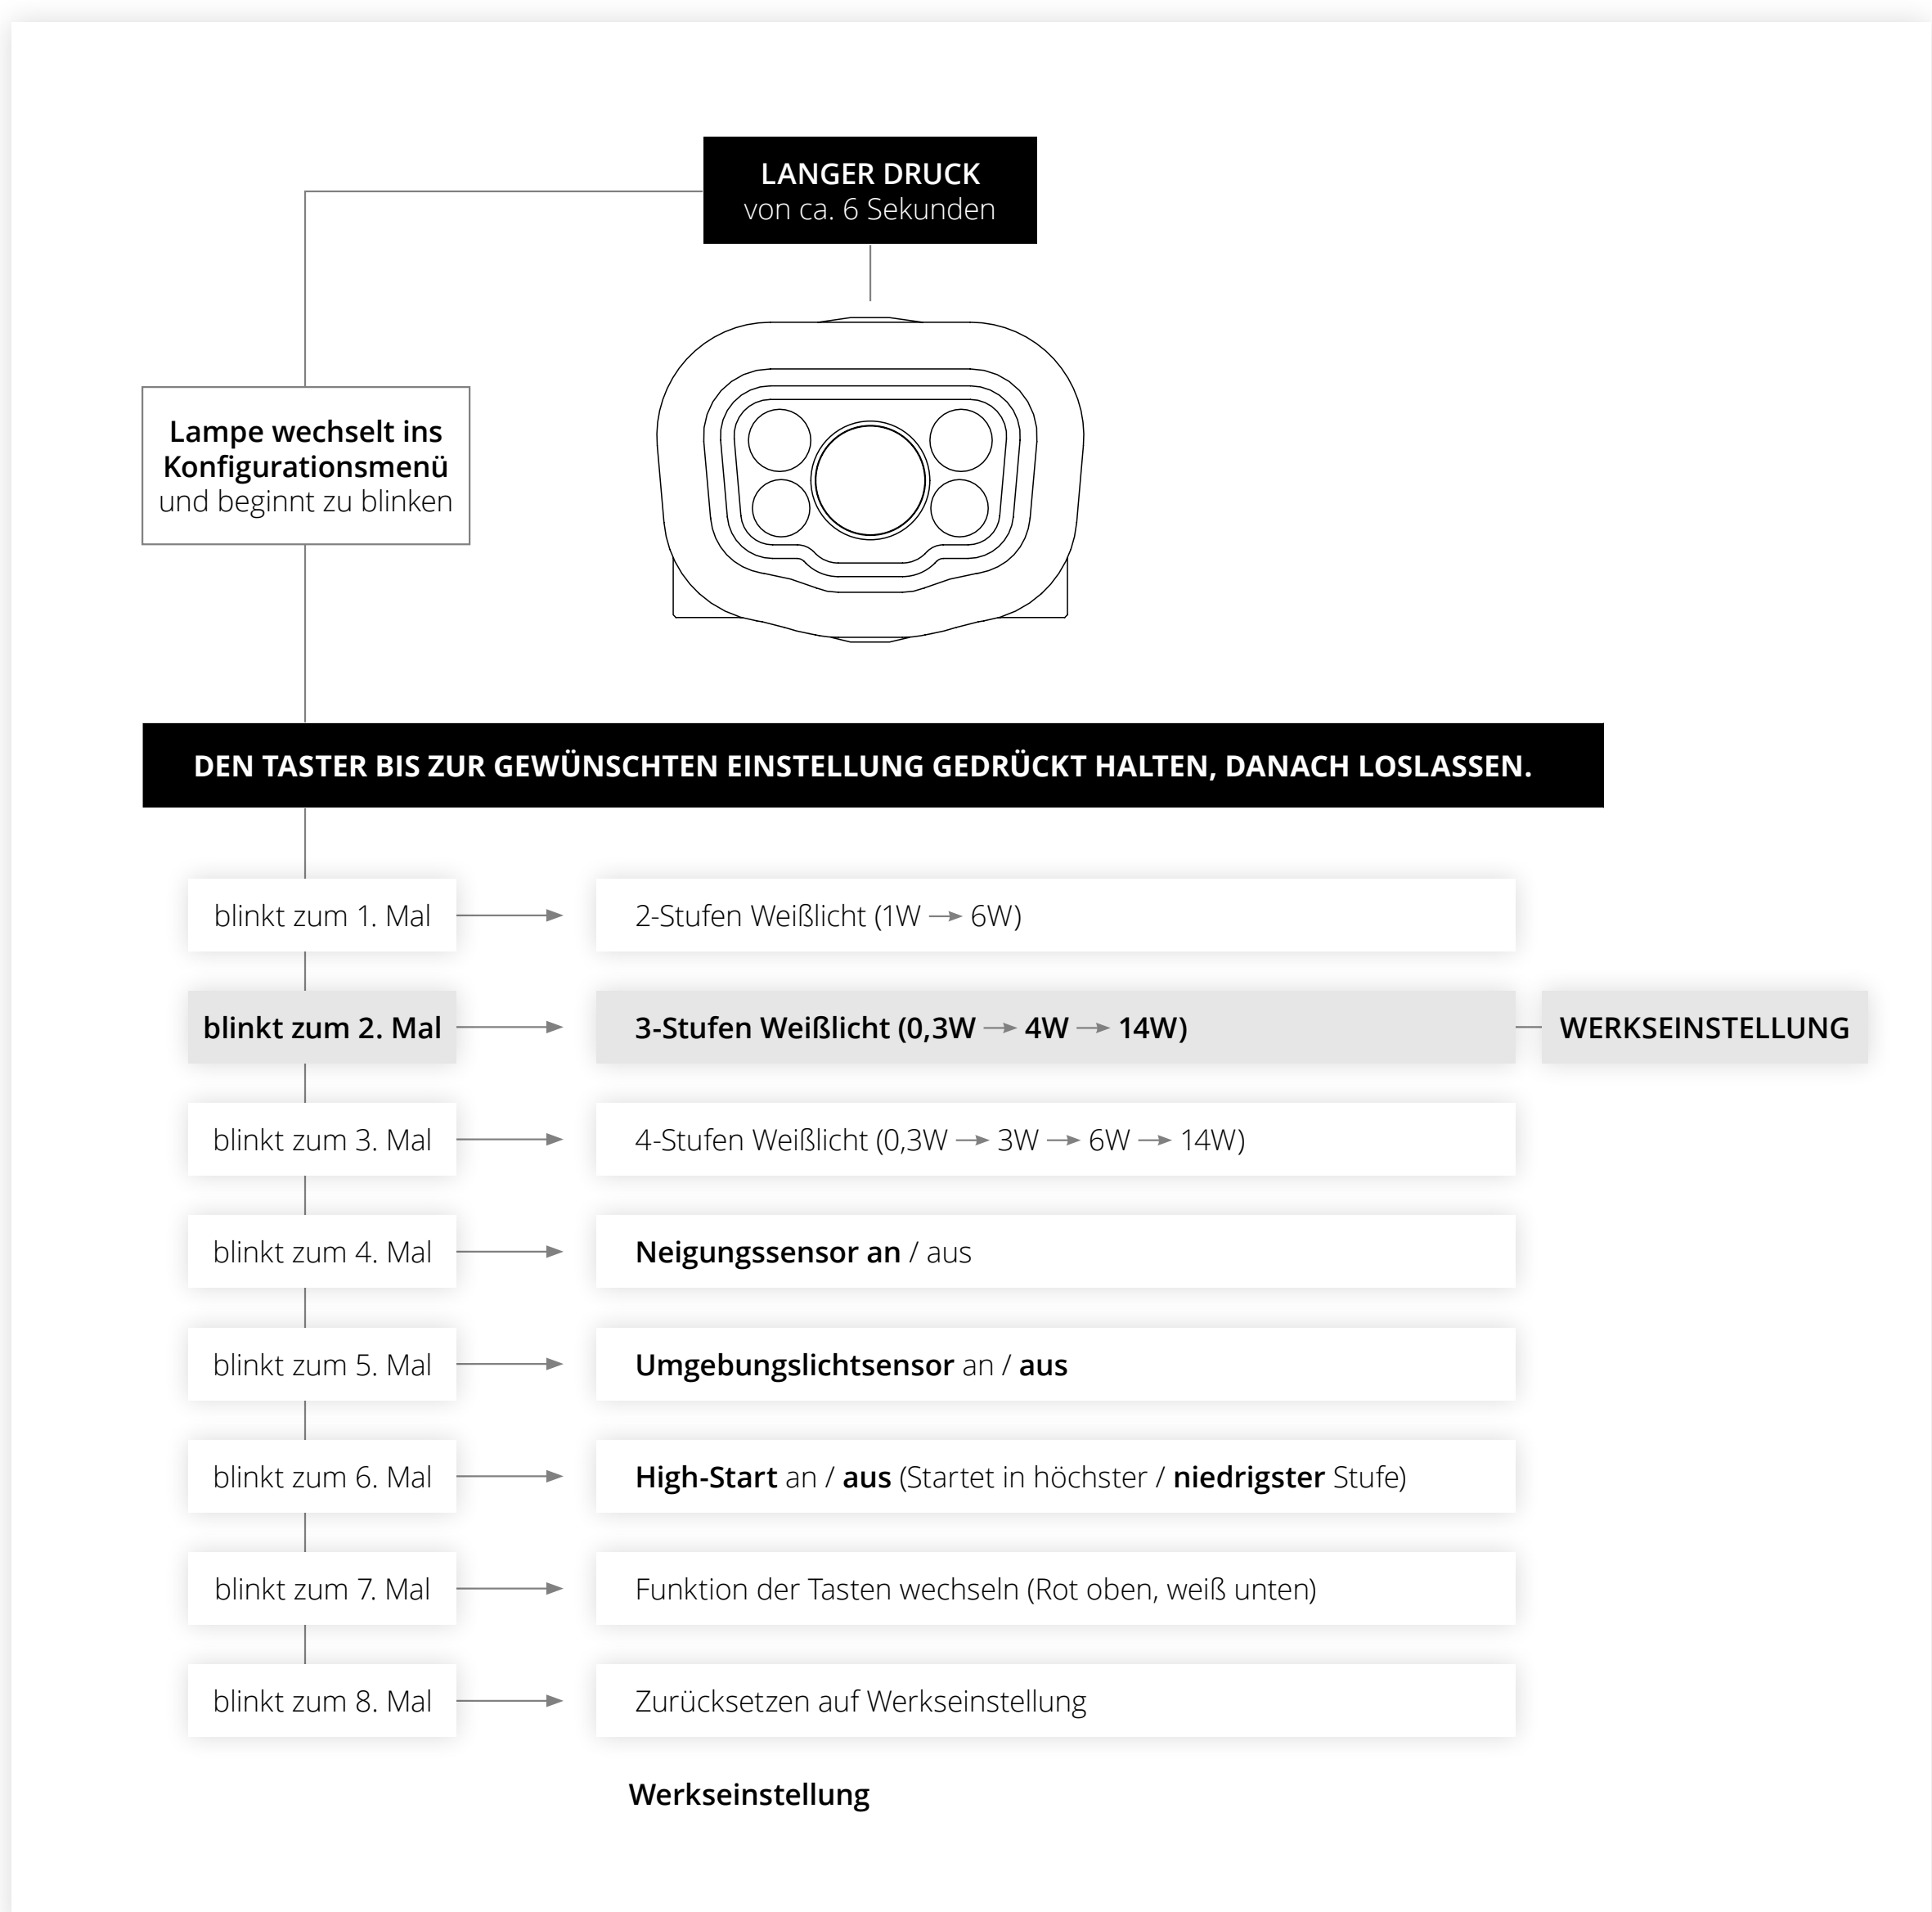 LANGER DRUCK
von ca. 6 Sekunden
Lampe wechselt ins
Konfigurationsmenü
und beginnt zu blinken
DEN TASTER BIS ZUR GEWÜNSCHTEN EINSTELLUNG GEDRÜCKT HALTEN, DANACH LOSLASSEN.
blinkt zum 1. Mal
2-Stufen Weißlicht (1W → 6W)
blinkt zum 2. Mal
3-Stufen Weißlicht (0,3W → 4W → 14W)
WERKSEINSTELLUNG
blinkt zum 3. Mal
4-Stufen Weißlicht (0,3W → 3W → 6W → 14W)
blinkt zum 4. Mal
Neigungssensor an / aus
blinkt zum 5. Mal
Umgebungslichtsensor an / aus
blinkt zum 6. Mal
High-Start an / aus (Startet in höchster / niedrigster Stufe)
blinkt zum 7. Mal
Funktion der Tasten wechseln (Rot oben, weiß unten)
blinkt zum 8. Mal
Zurücksetzen auf Werkseinstellung
Werkseinstellung